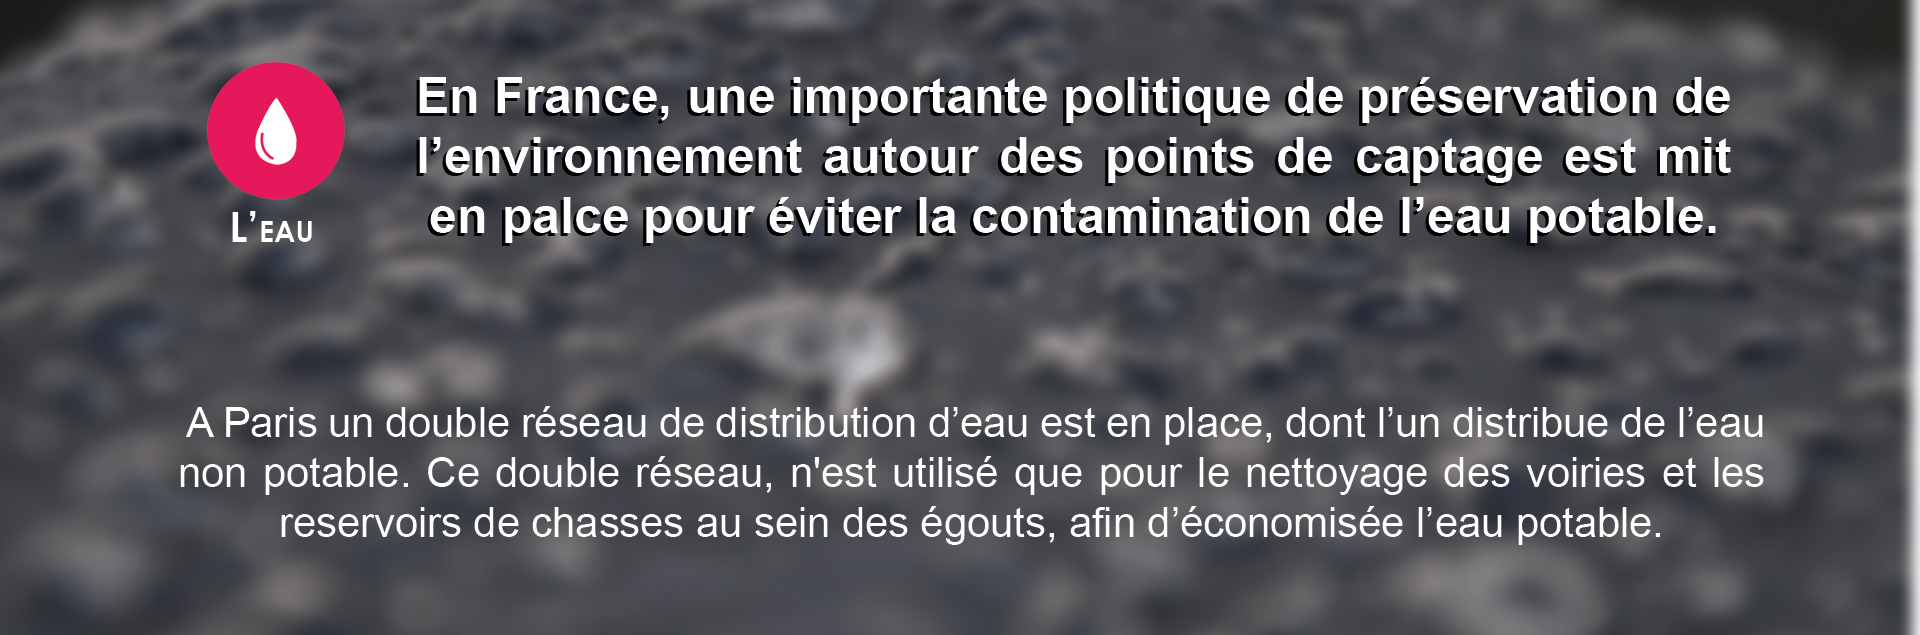 En France, une importante politique de préservation de
l’environnement autour des points de captage est mit
en palce pour éviter la contamination de l’eau potable.
L’EAU
A Paris un double réseau de distribution d’eau est en place, dont l’un distribue de l’eau
non potable. Ce double réseau, n'est utilisé que pour le nettoyage des voiries et les
reservoirs de chasses au sein des égouts, afin d’économisée l’eau potable.